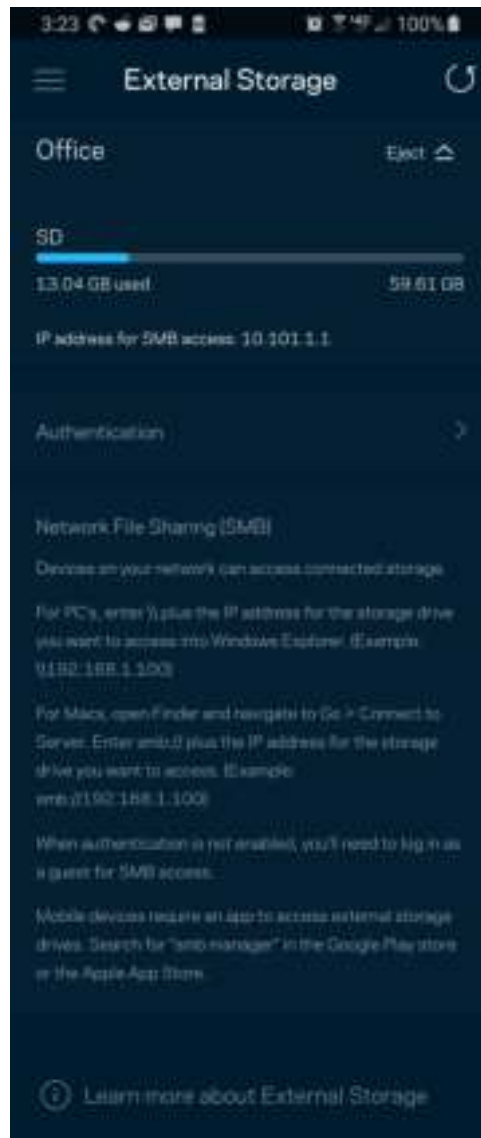 3:23 100%
External Storage
Office Eject
SD
13.04 GB used 59.61 GB
IP address for SMB access: 10.101.1.1
Authentication
Network File Sharing (SMB)
Devices on your network can access connected storage.
For PC's, enter \\ plus the IP address for the storage drive
you want to access into Windows Explorer. (Example:
\\192.168.1.100)
For Macs, open Finder and navigate to Go > Connect to
Server. Enter smb:// plus the IP address for the storage
drive you want to access. (Example:
smb://192.168.1.100)
When authentication is not enabled, you'll need to log in as
a guest for SMB access.
Mobile devices require an app to access external storage
drives. Search for "smb manager" in the Google Play store
or the Apple App Store.
Learn more about External Storage